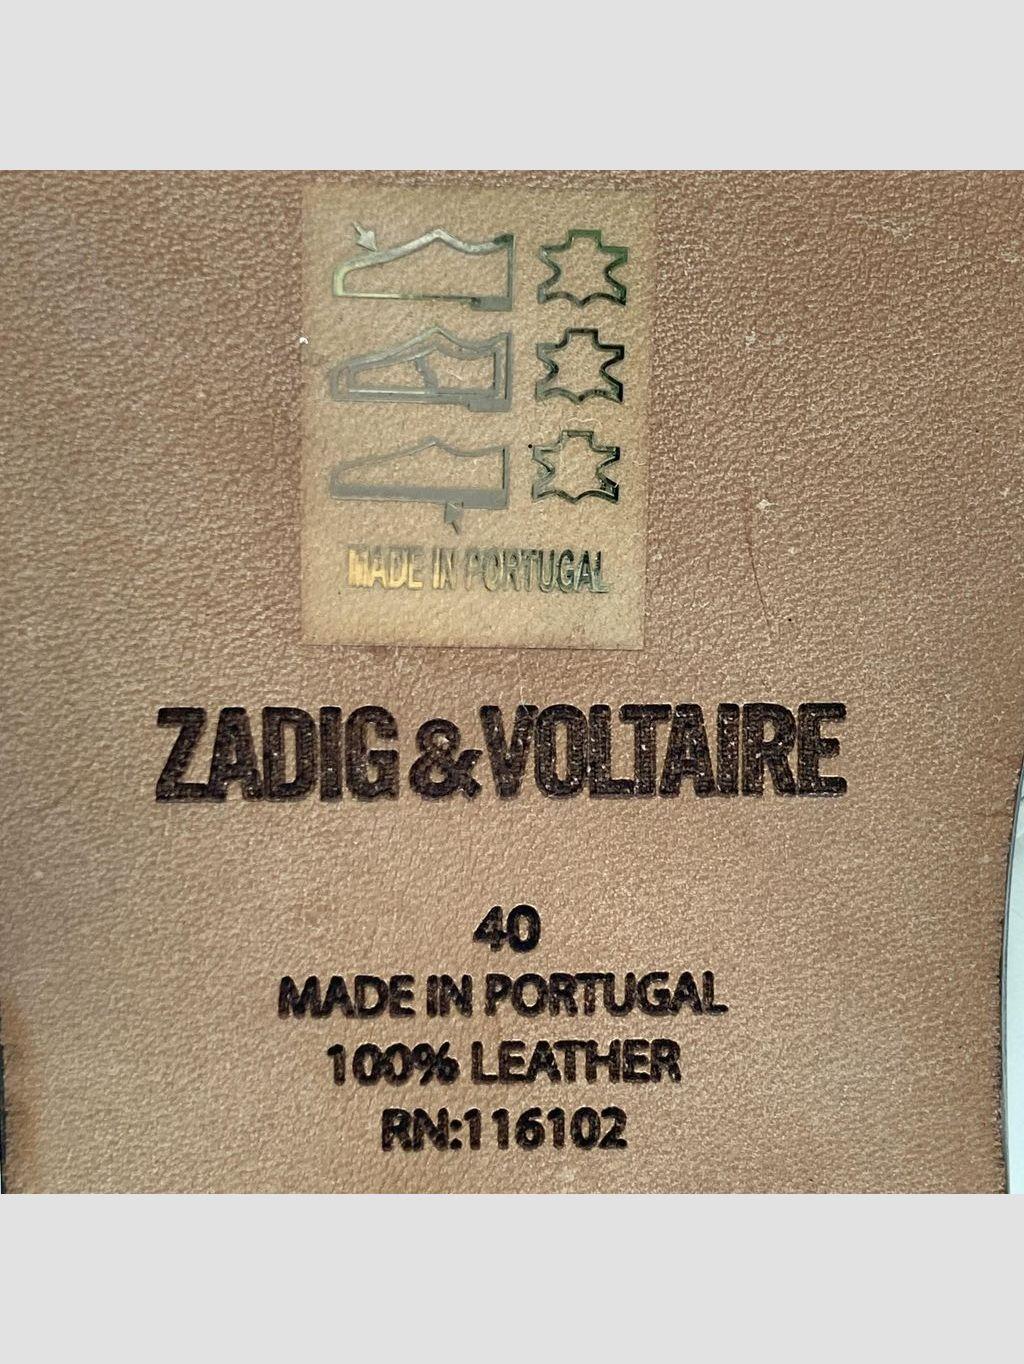 MADE IN PORTUGAL
ZADIG & VOLTAIRE
40
MADE IN PORTUGAL
100% LEATHER
RN:116102